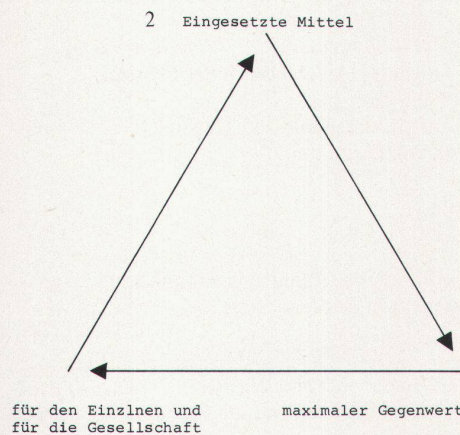 2 Eingesetzte Mittel
für den Einzlnen und maximaler Gegenwert
für die Gesellschaft